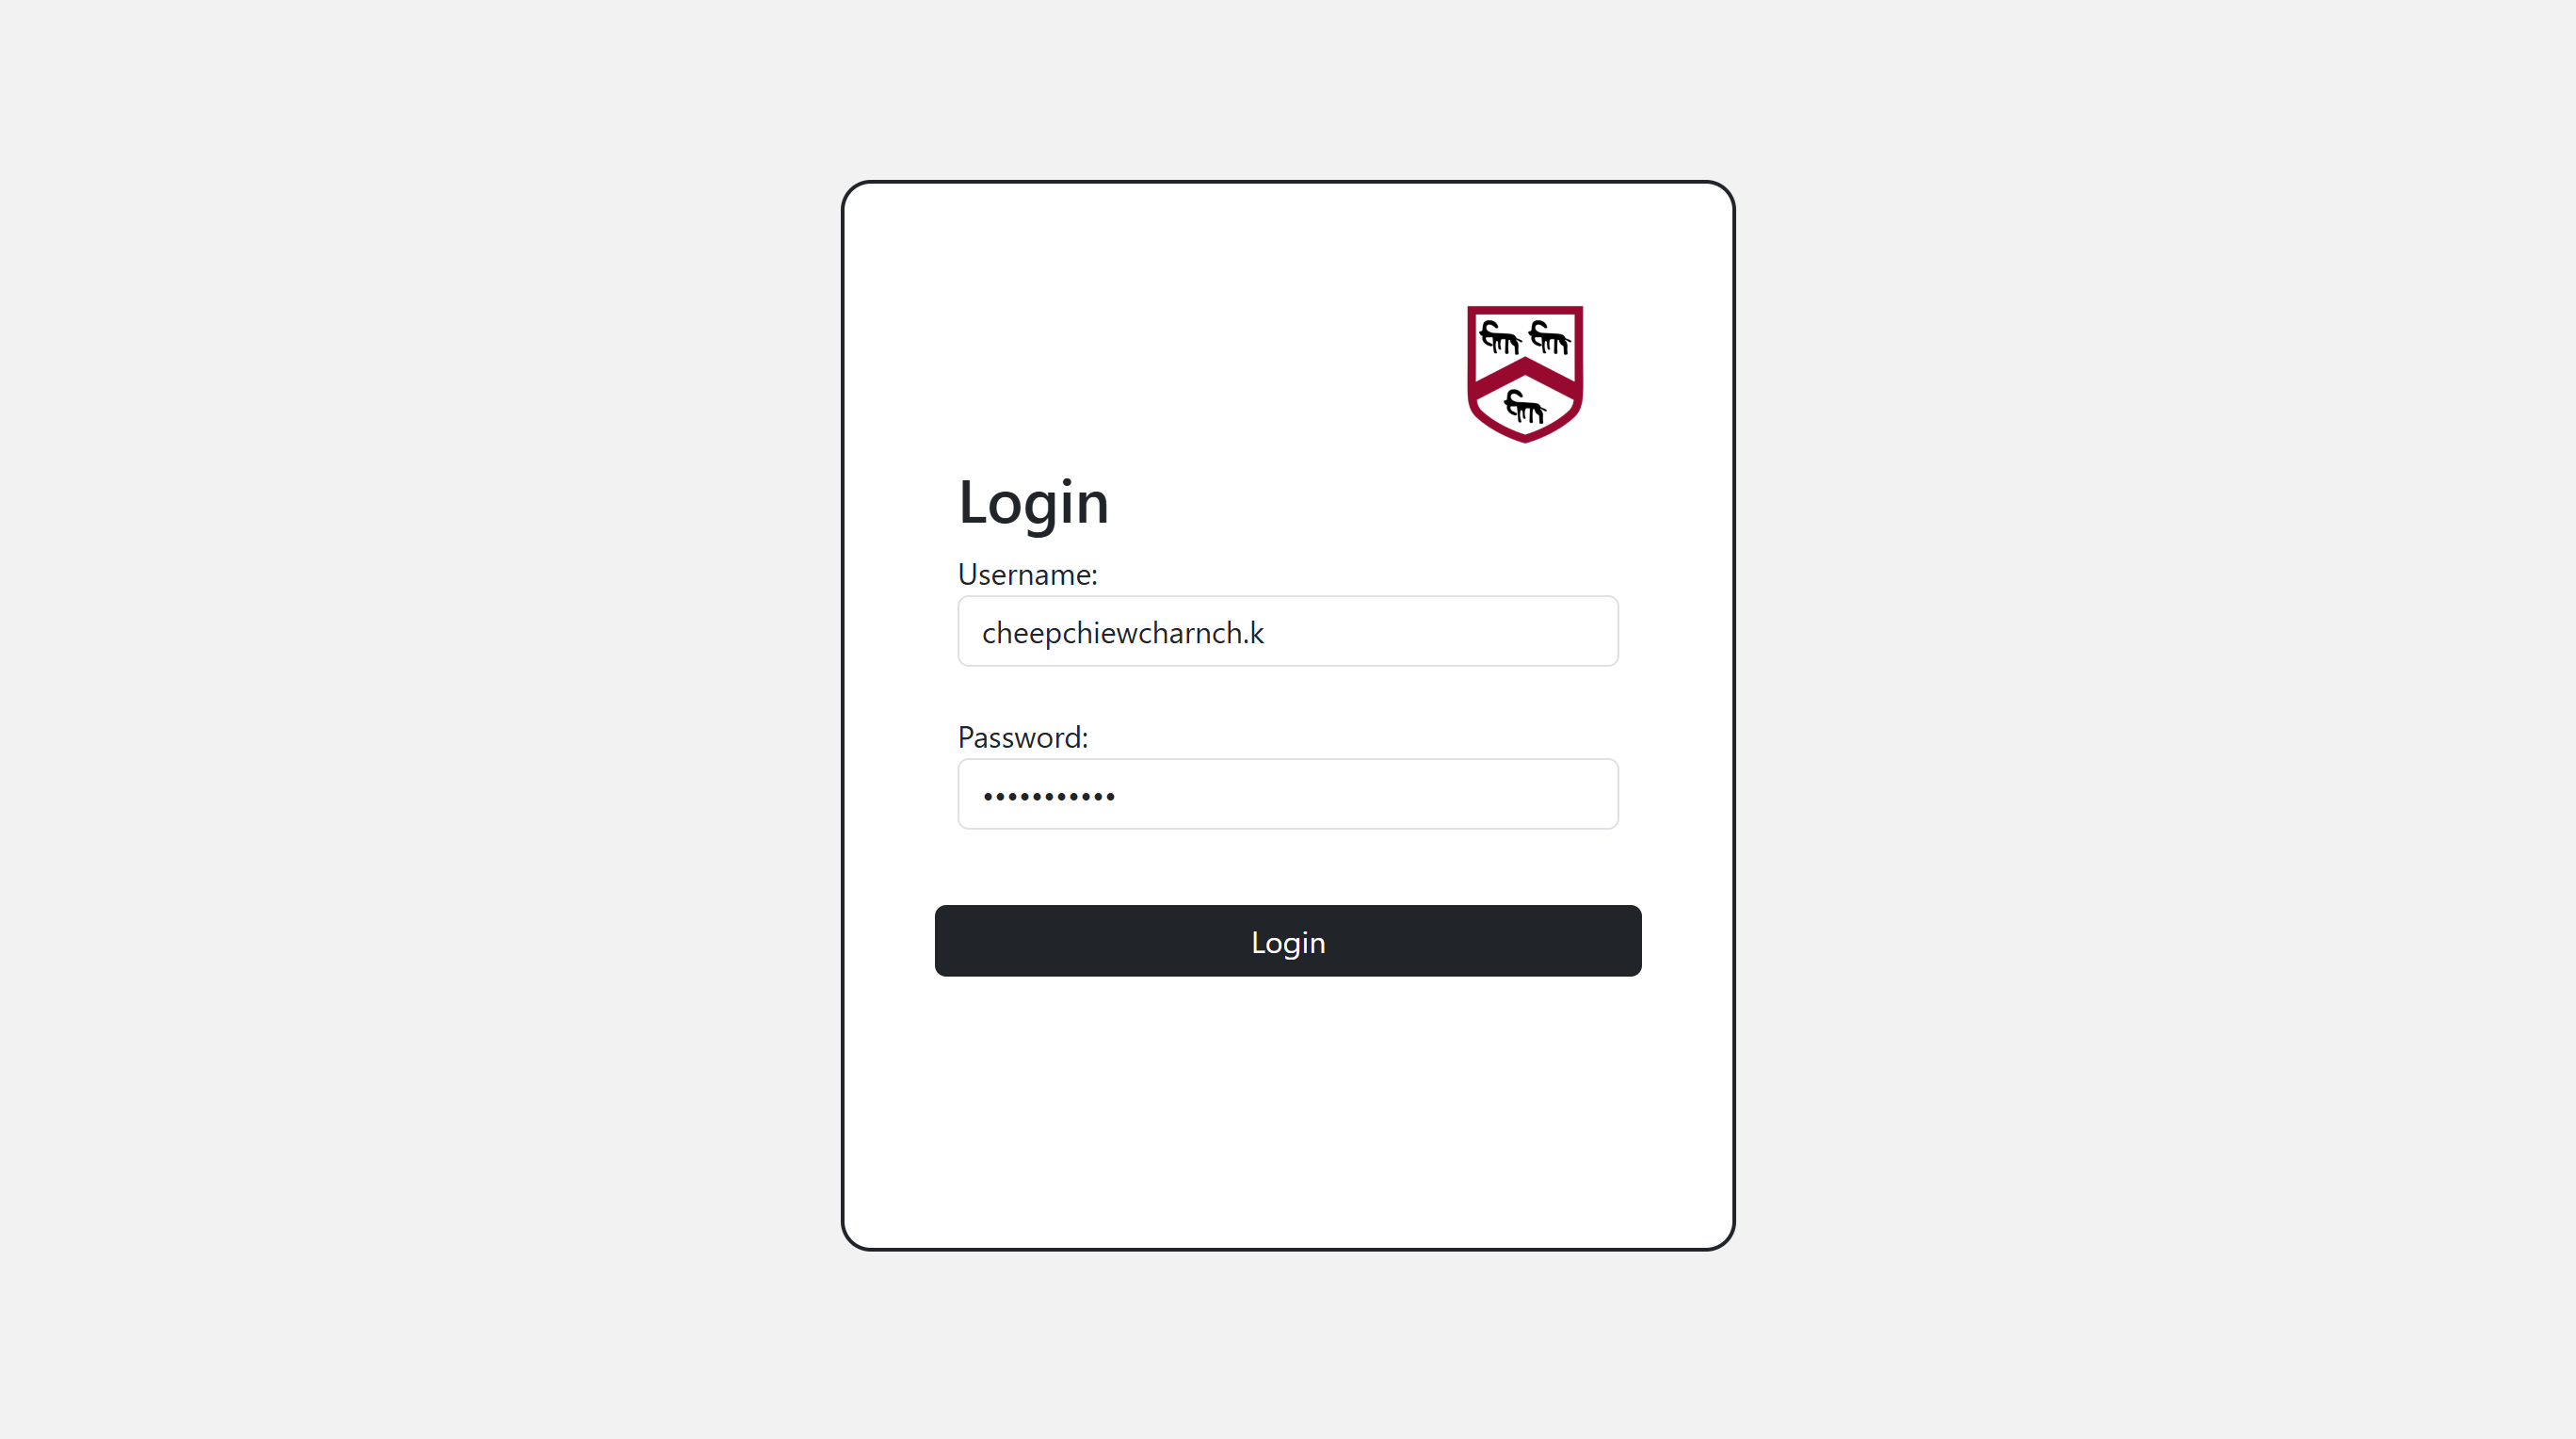 Login
Username:
cheepchiewcharnch.k
Password:
•••••••••••
Login